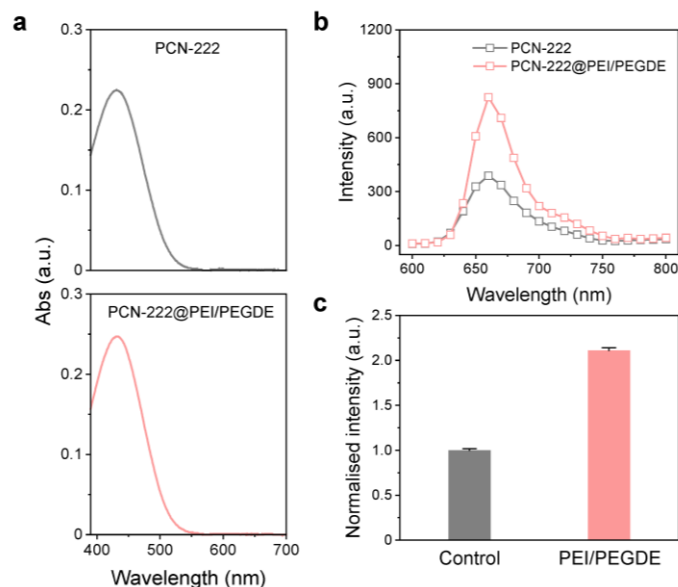 a
0.3
PCN-222
0.2
0.1
0
0.3
PCN-222@PEI/PEGDE
0.2
0.1
0
400 500 600 700
Abs (a.u.)
Wavelength (nm)
b
1200
900
600
300
0
PCN-222
PCN-222@PEI/PEGDE
Intensity (a.u.)
600 650 700 750 800
Wavelength (nm)
c
2.5
2.0
1.5
1.0
0.5
0.0
Normalised intensity (a.u.)
Control PEI/PEGDE